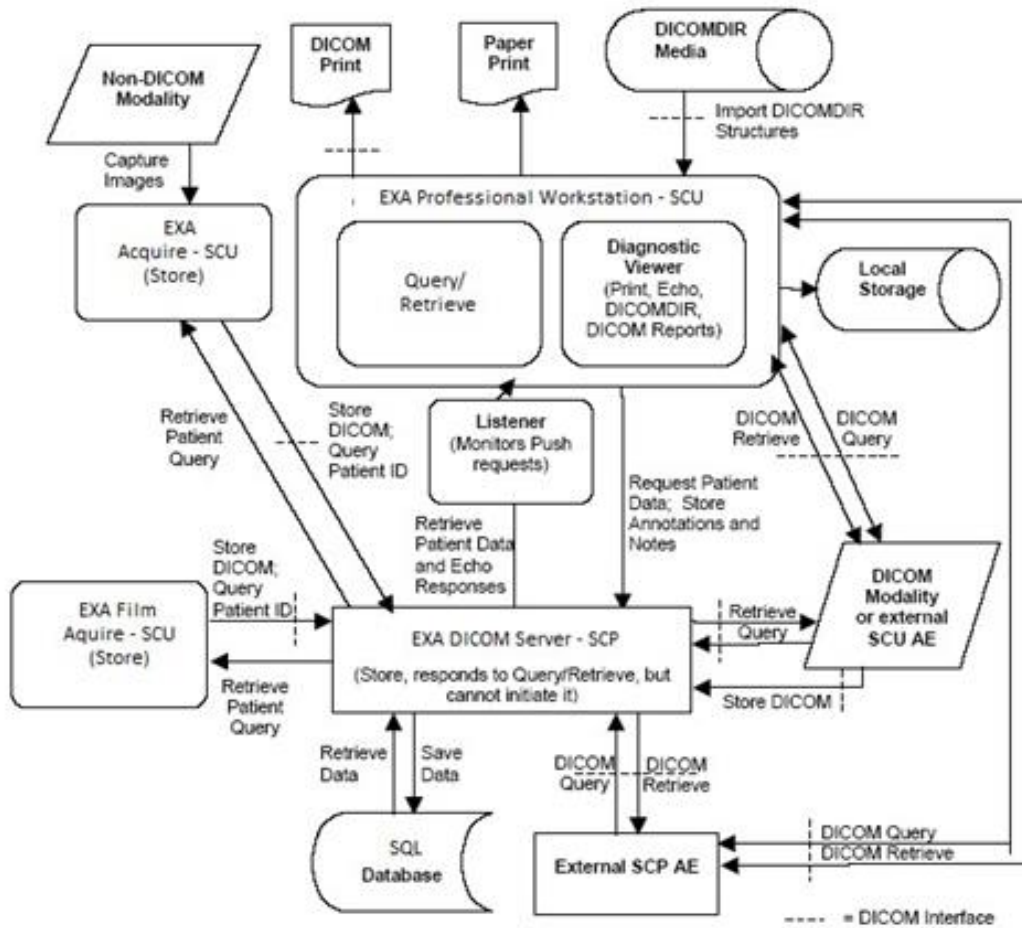 DICOM
Print
Paper
Print
DICOMDIR
Media
Non-DICOM
Modality
Import DICOMDIR
Structures
Capture
Images
EXA Professional Workstation - SCU
EXA
Acquire - SCU
(Store)
Query/
Retrieve
Diagnostic
Viewer
(Print, Echo,
DICOMDIR,
DICOM Reports)
Local
Storage
Retrieve
Patient
Query
Store
DICOM;
Query
Patient ID
Listener
(Monitors Push
requests)
DICOM
Retrieve
DICOM
Query
Request Patient
Data; Store
Annotations and
Notes
Retrieve
Patient Data
and Echo
Responses
Store
DICOM;
Query
Patient ID
EXA Film
Aquire - SCU
(Store)
EXA DICOM Server - SCP
(Store, responds to Query/Retrieve, but
cannot initiate it)
Retrieve
Query
DICOM
Modality
or external
SCU AE
Store DICOM
Retrieve
Patient
Query
Retrieve
Data
Save
Data
DICOM
Query
DICOM
Retrieve
SQL
Database
External SCP AE
DICOM Query
DICOM Retrieve
= DICOM Interface